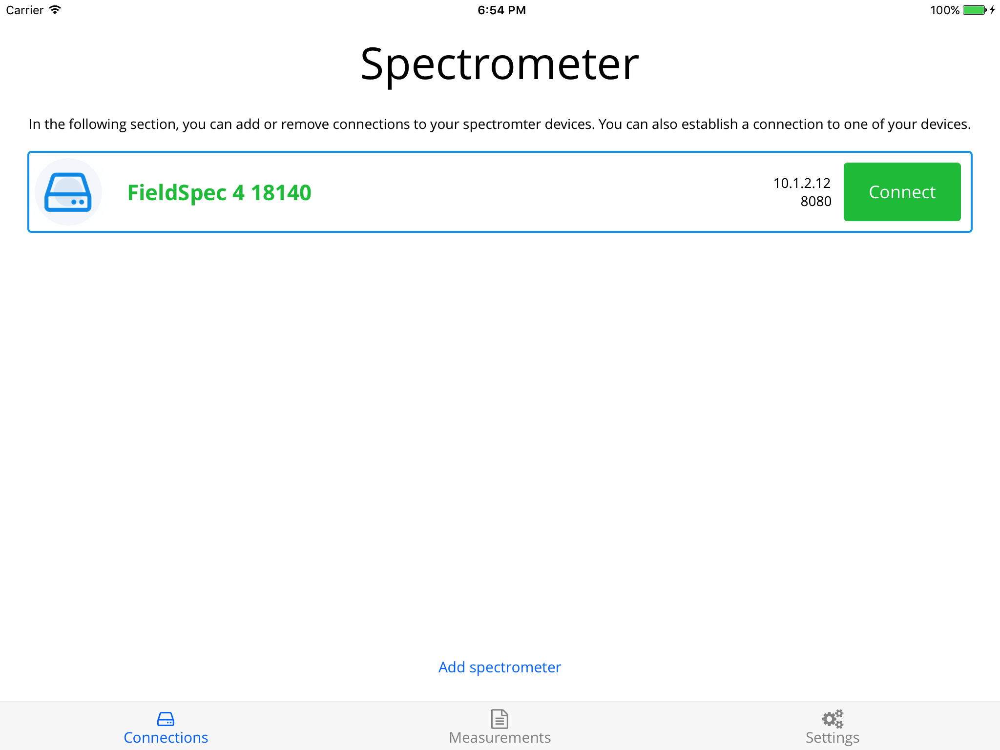 Carrier 6:54 PM 100%
Spectrometer
In the following section, you can add or remove connections to your spectromter devices. You can also establish a connection to one of your devices.
FieldSpec 4 18140
10.1.2.12
8080
Connect
Add spectrometer
Connections Measurements Settings